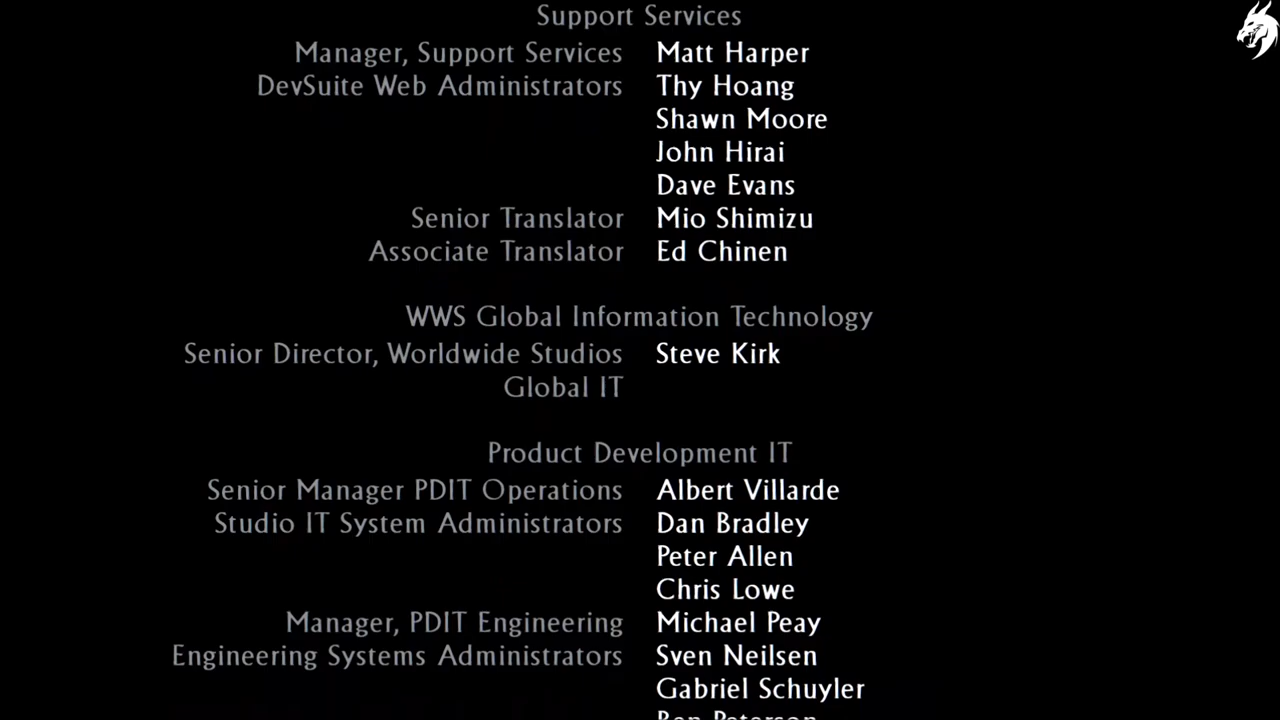 Support Services
Manager, Support Services Matt Harper
DevSuite Web Administrators Thy Hoang
Shawn Moore
John Hirai
Dave Evans
Senior Translator Mio Shimizu
Associate Translator Ed Chinen
WWS Global Information Technology
Senior Director, Worldwide Studios Steve Kirk
Global IT
Product Development IT
Senior Manager PDIT Operations Albert Villarde
Studio IT System Administrators Dan Bradley
Peter Allen
Chris Lowe
Manager, PDIT Engineering Michael Peay
Engineering Systems Administrators Sven Neilsen
Gabriel Schuyler
Ben Peterson